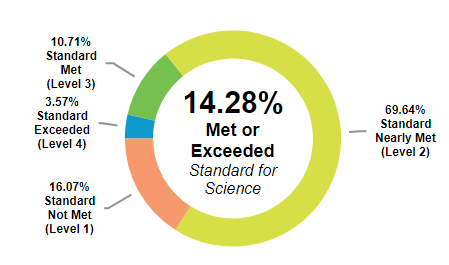 10.71%
Standard
Met
(Level 3)
3.57%
Standard
Exceeded
(Level 4)
16.07%
Standard
Not Met
(Level 1)
14.28%
Met or
Exceeded
Standard for
Science
69.64%
Standard
Nearly Met
(Level 2)